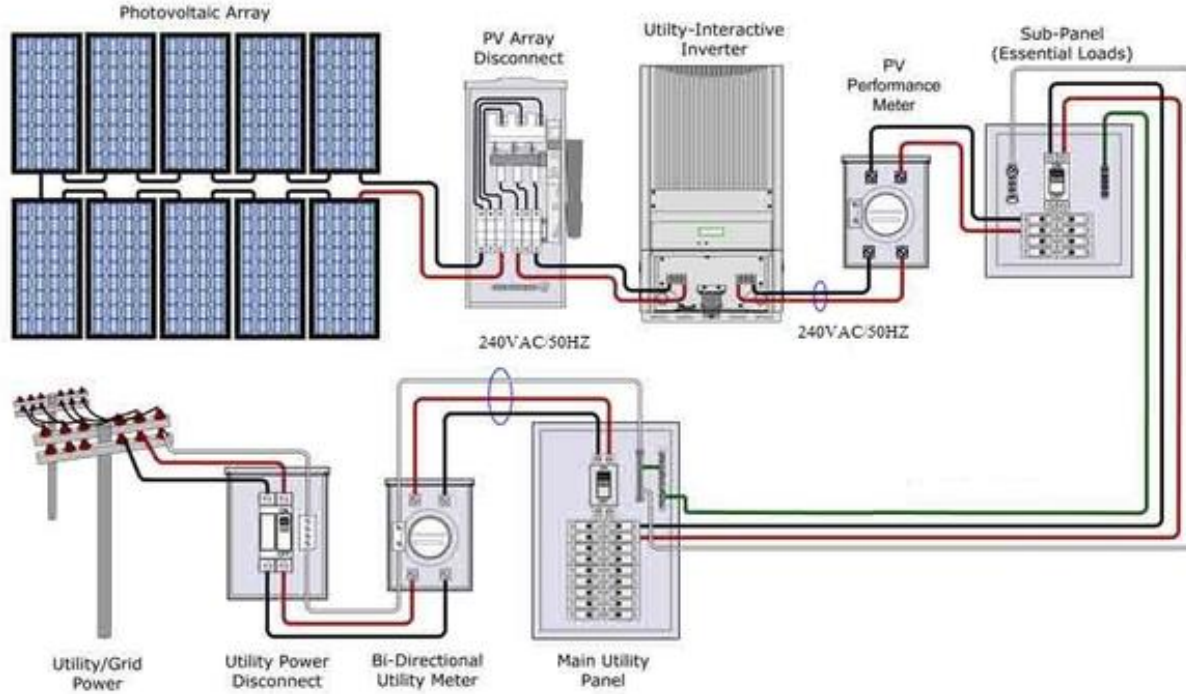 Photovoltaic Array
PV Array
Disconnect
Utilty-Interactive
Inverter
PV
Performance
Meter
Sub-Panel
(Essential Loads)
240VAC/50HZ
240VAC/50HZ
Utility/Grid
Power
Utility Power
Disconnect
Bi-Directional
Utility Meter
Main Utility
Panel